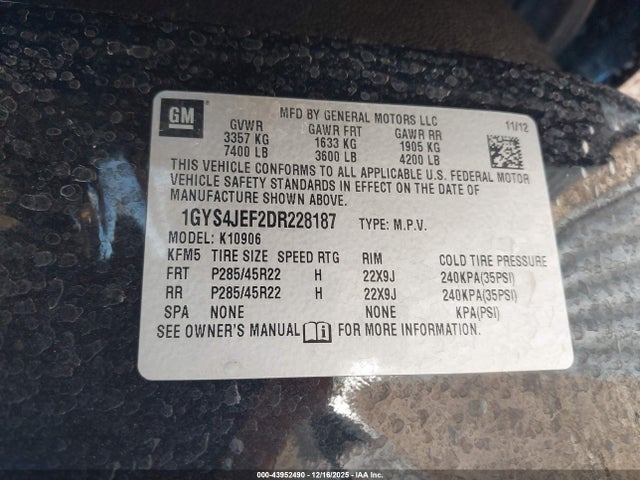 GM
MFD BY GENERAL MOTORS LLC
11/12
GVWR GAWR FRT GAWR RR
3357 KG 1633 KG 1905 KG
7400 LB 3600 LB 4200 LB
THIS VEHICLE CONFORMS TO ALL APPLICABLE U.S. FEDERAL MOTOR
VEHICLE SAFETY STANDARDS IN EFFECT ON THE DATE OF
MANUFACTURE SHOWN ABOVE.
1GYS4JEF2DR228187 TYPE: M.P.V.
MODEL: K10906
KFM5 TIRE SIZE SPEED RTG RIM COLD TIRE PRESSURE
FRT P285/45R22 H 22X9J 240KPA(35PSI)
RR P285/45R22 H 22X9J 240KPA(35PSI)
SPA NONE NONE KPA(PSI)
SEE OWNER'S MANUAL FOR MORE INFORMATION.
000-43952490 - 12/16/2025 - IAA Inc.